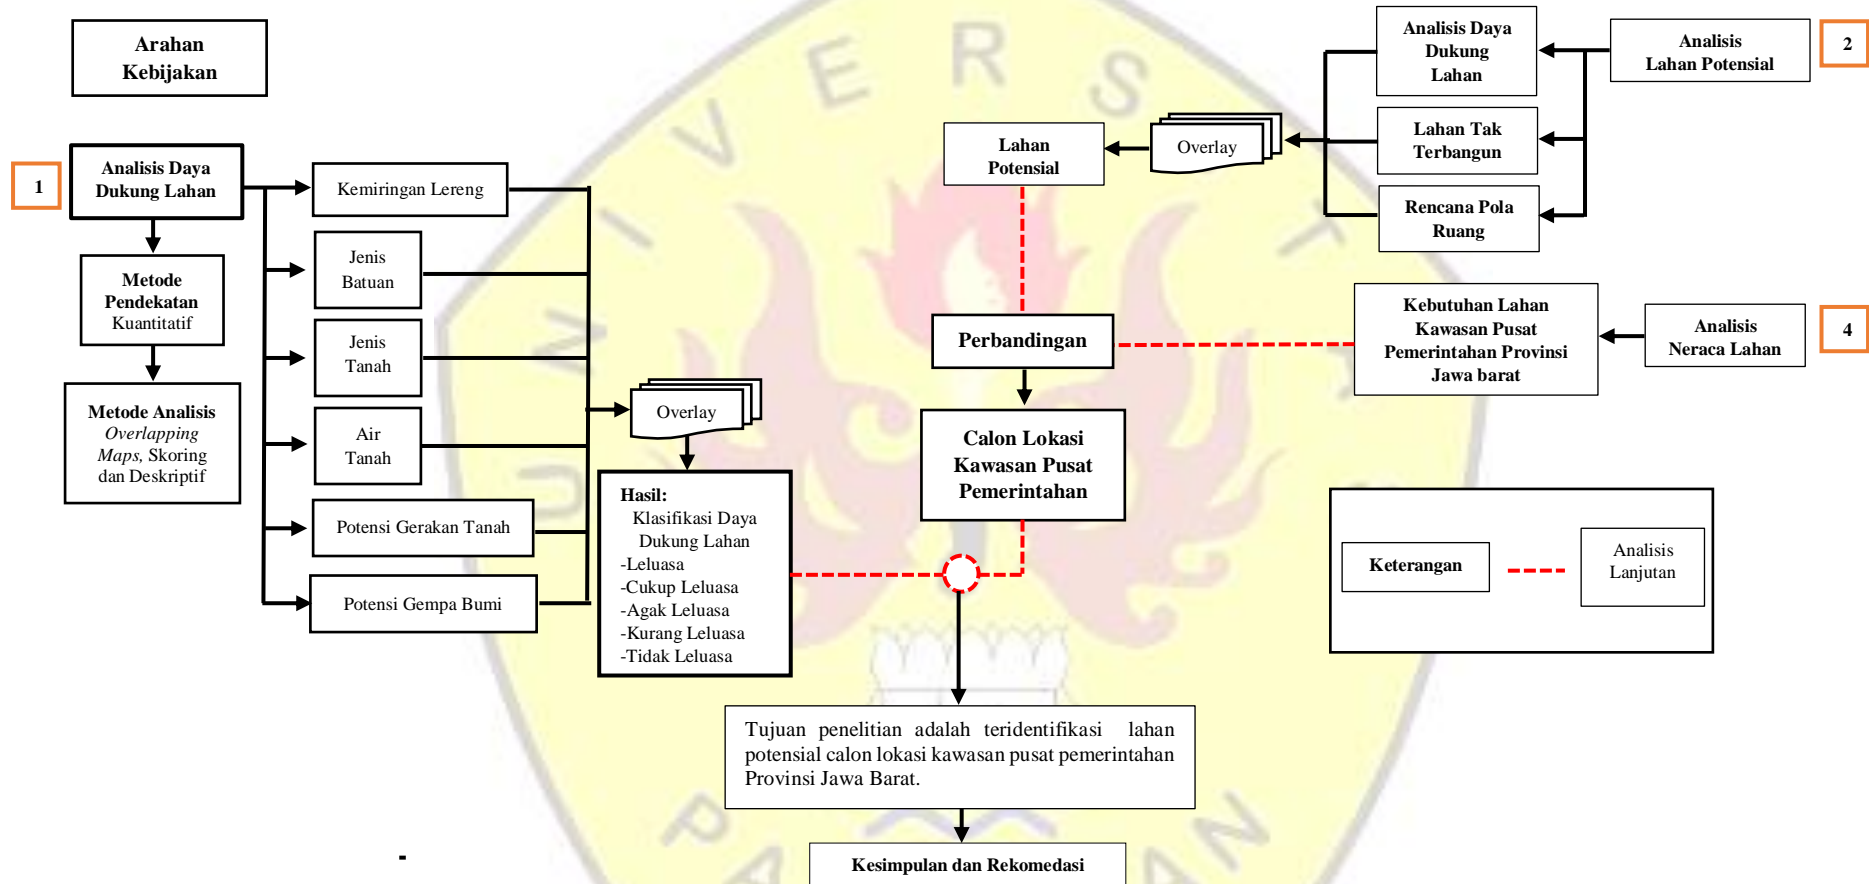 Arahan
Kebijakan
1
Analisis Daya
Dukung Lahan
Metode
Pendekatan
Kuantitatif
Metode Analisis
Overlapping
Maps, Skoring
dan Deskriptif
Kemiringan Lereng
Jenis
Batuan
Jenis
Tanah
Air
Tanah
Potensi Gerakan Tanah
Potensi Gempa Bumi
Overlay
Hasil:
Klasifikasi Daya
Dukung Lahan
-Leluasa
-Cukup Leluasa
-Agak Leluasa
-Kurang Leluasa
-Tidak Leluasa
2
Analisis
Lahan Potensial
Analisis Daya
Dukung
Lahan
Lahan Tak
Terbangun
Rencana Pola
Ruang
Overlay
Lahan
Potensial
Perbandingan
Kebutuhan Lahan
Kawasan Pusat
Pemerintahan Provinsi
Jawa barat
Analisis
Neraca Lahan
4
Calon Lokasi
Kawasan Pusat
Pemerintahan
Keterangan
Analisis
Lanjutan
Tujuan penelitian adalah teridentifikasi lahan
potensial calon lokasi kawasan pusat pemerintahan
Provinsi Jawa Barat.
Kesimpulan dan Rekomedasi
-